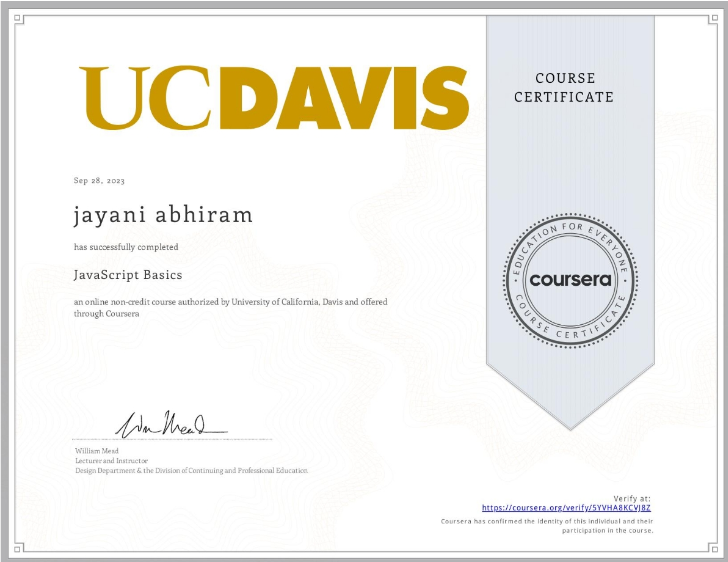 UCDAVIS
COURSE
CERTIFICATE
Sep 28, 2023
jayani abhiram
has successfully completed
JavaScript Basics
an online non-credit course authorized by University of California, Davis and offered
through Coursera
EDUCATION FOR EVERYONE
coursera
COURSE CERTIFICATE
William Mead
Lecturer and Instructor
Design Department & the Division of Continuing and Professional Education
Verify at:
https://coursera.org/verify/5YVHA8KCVJ8Z
Coursera has confirmed the identity of this individual and their
participation in the course.